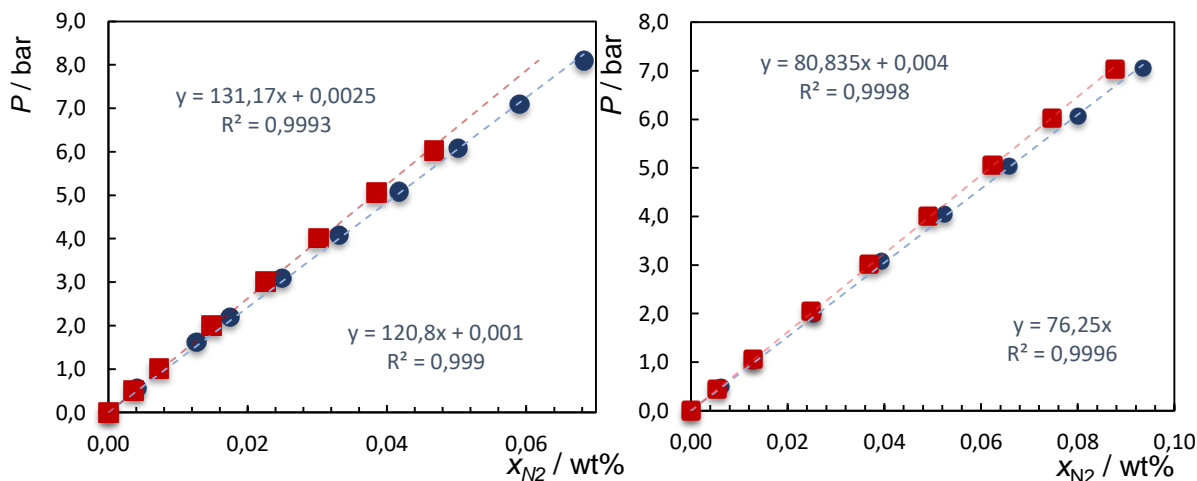 P / bar
9,0
8,0
7,0
6,0
5,0
4,0
3,0
2,0
1,0
0,0
y = 131,17x + 0,0025
R² = 0,9993
y = 120,8x + 0,001
R² = 0,999
0,00 0,02 0,04 0,06
x_N2 / wt%
P / bar
8,0
7,0
6,0
5,0
4,0
3,0
2,0
1,0
0,0
y = 80,835x + 0,004
R² = 0,9998
y = 76,25x
R² = 0,9996
0,00 0,02 0,04 0,06 0,08 0,10
x_N2 / wt%